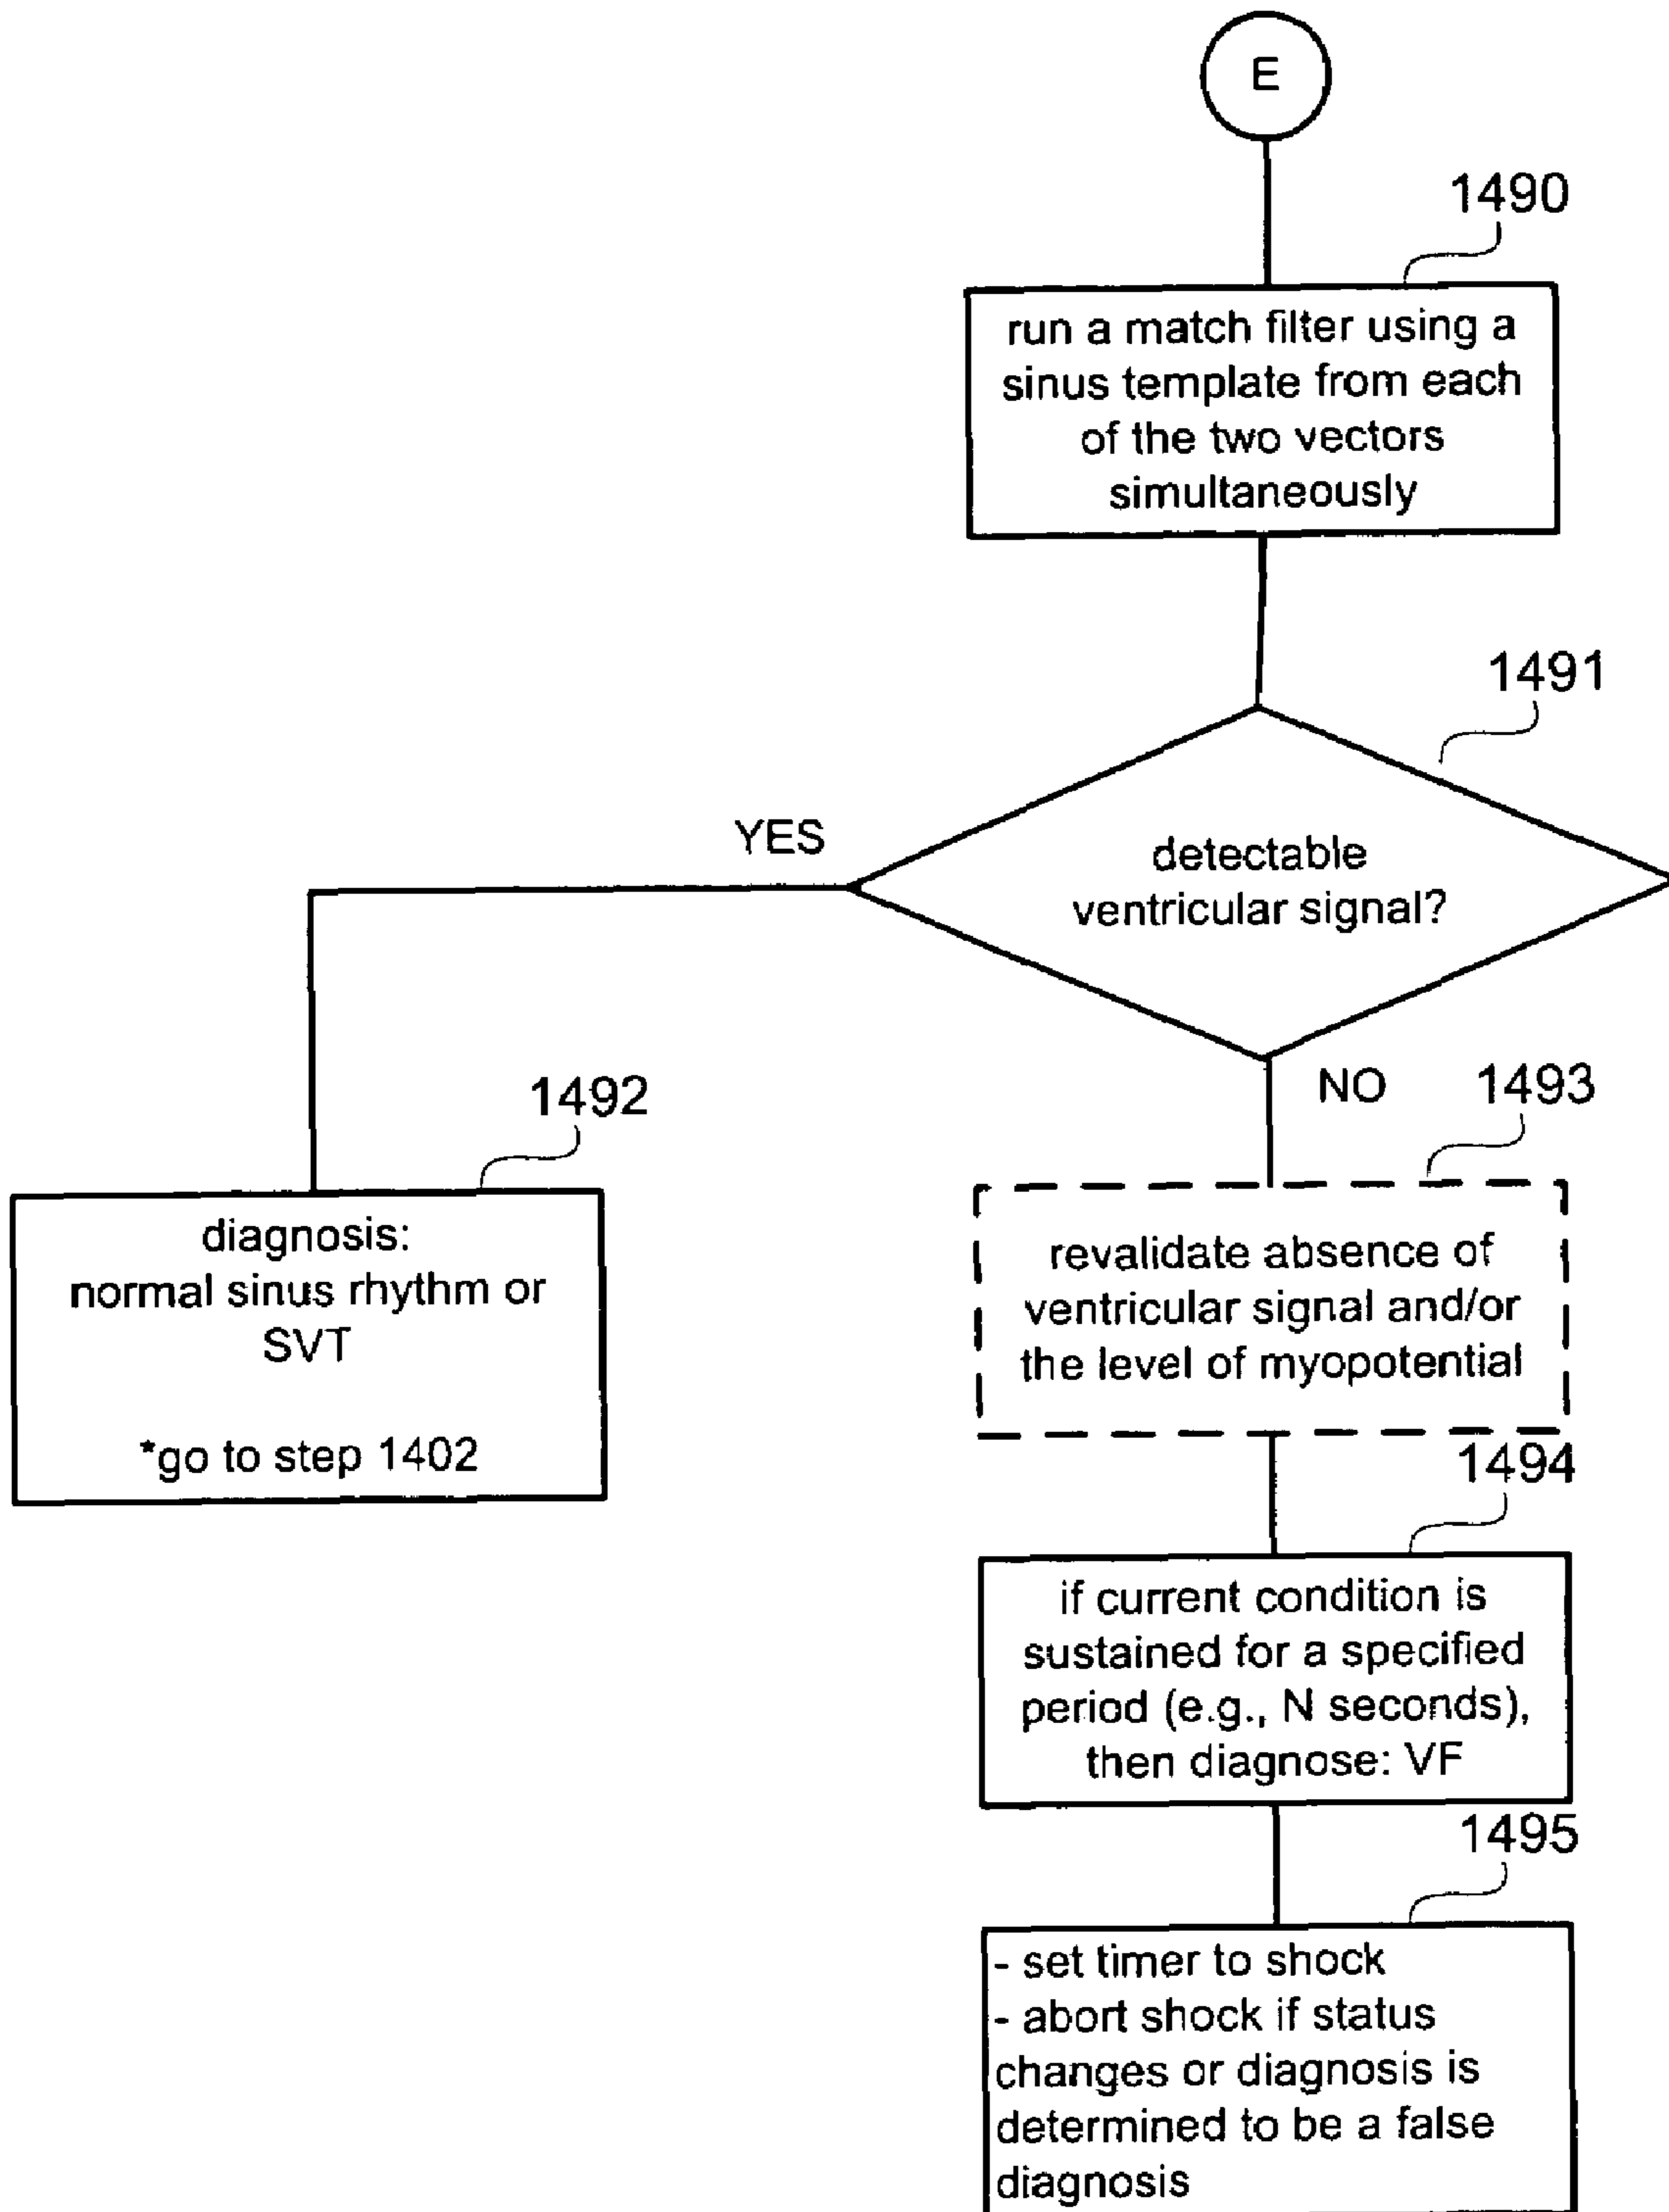 E
1490
run a match filter using a
sinus template from each
of the two vectors
simultaneously
1491
YES
detectable
ventricular signal?
NO
1492
diagnosis:
normal sinus rhythm or
SVT
*go to step 1402
1493
revalidate absence of
ventricular signal and/or
the level of myopotential
1494
if current condition is
sustained for a specified
period (e.g., N seconds),
then diagnose: VF
1495
- set timer to shock
- abort shock if status
changes or diagnosis is
determined to be a false
diagnosis